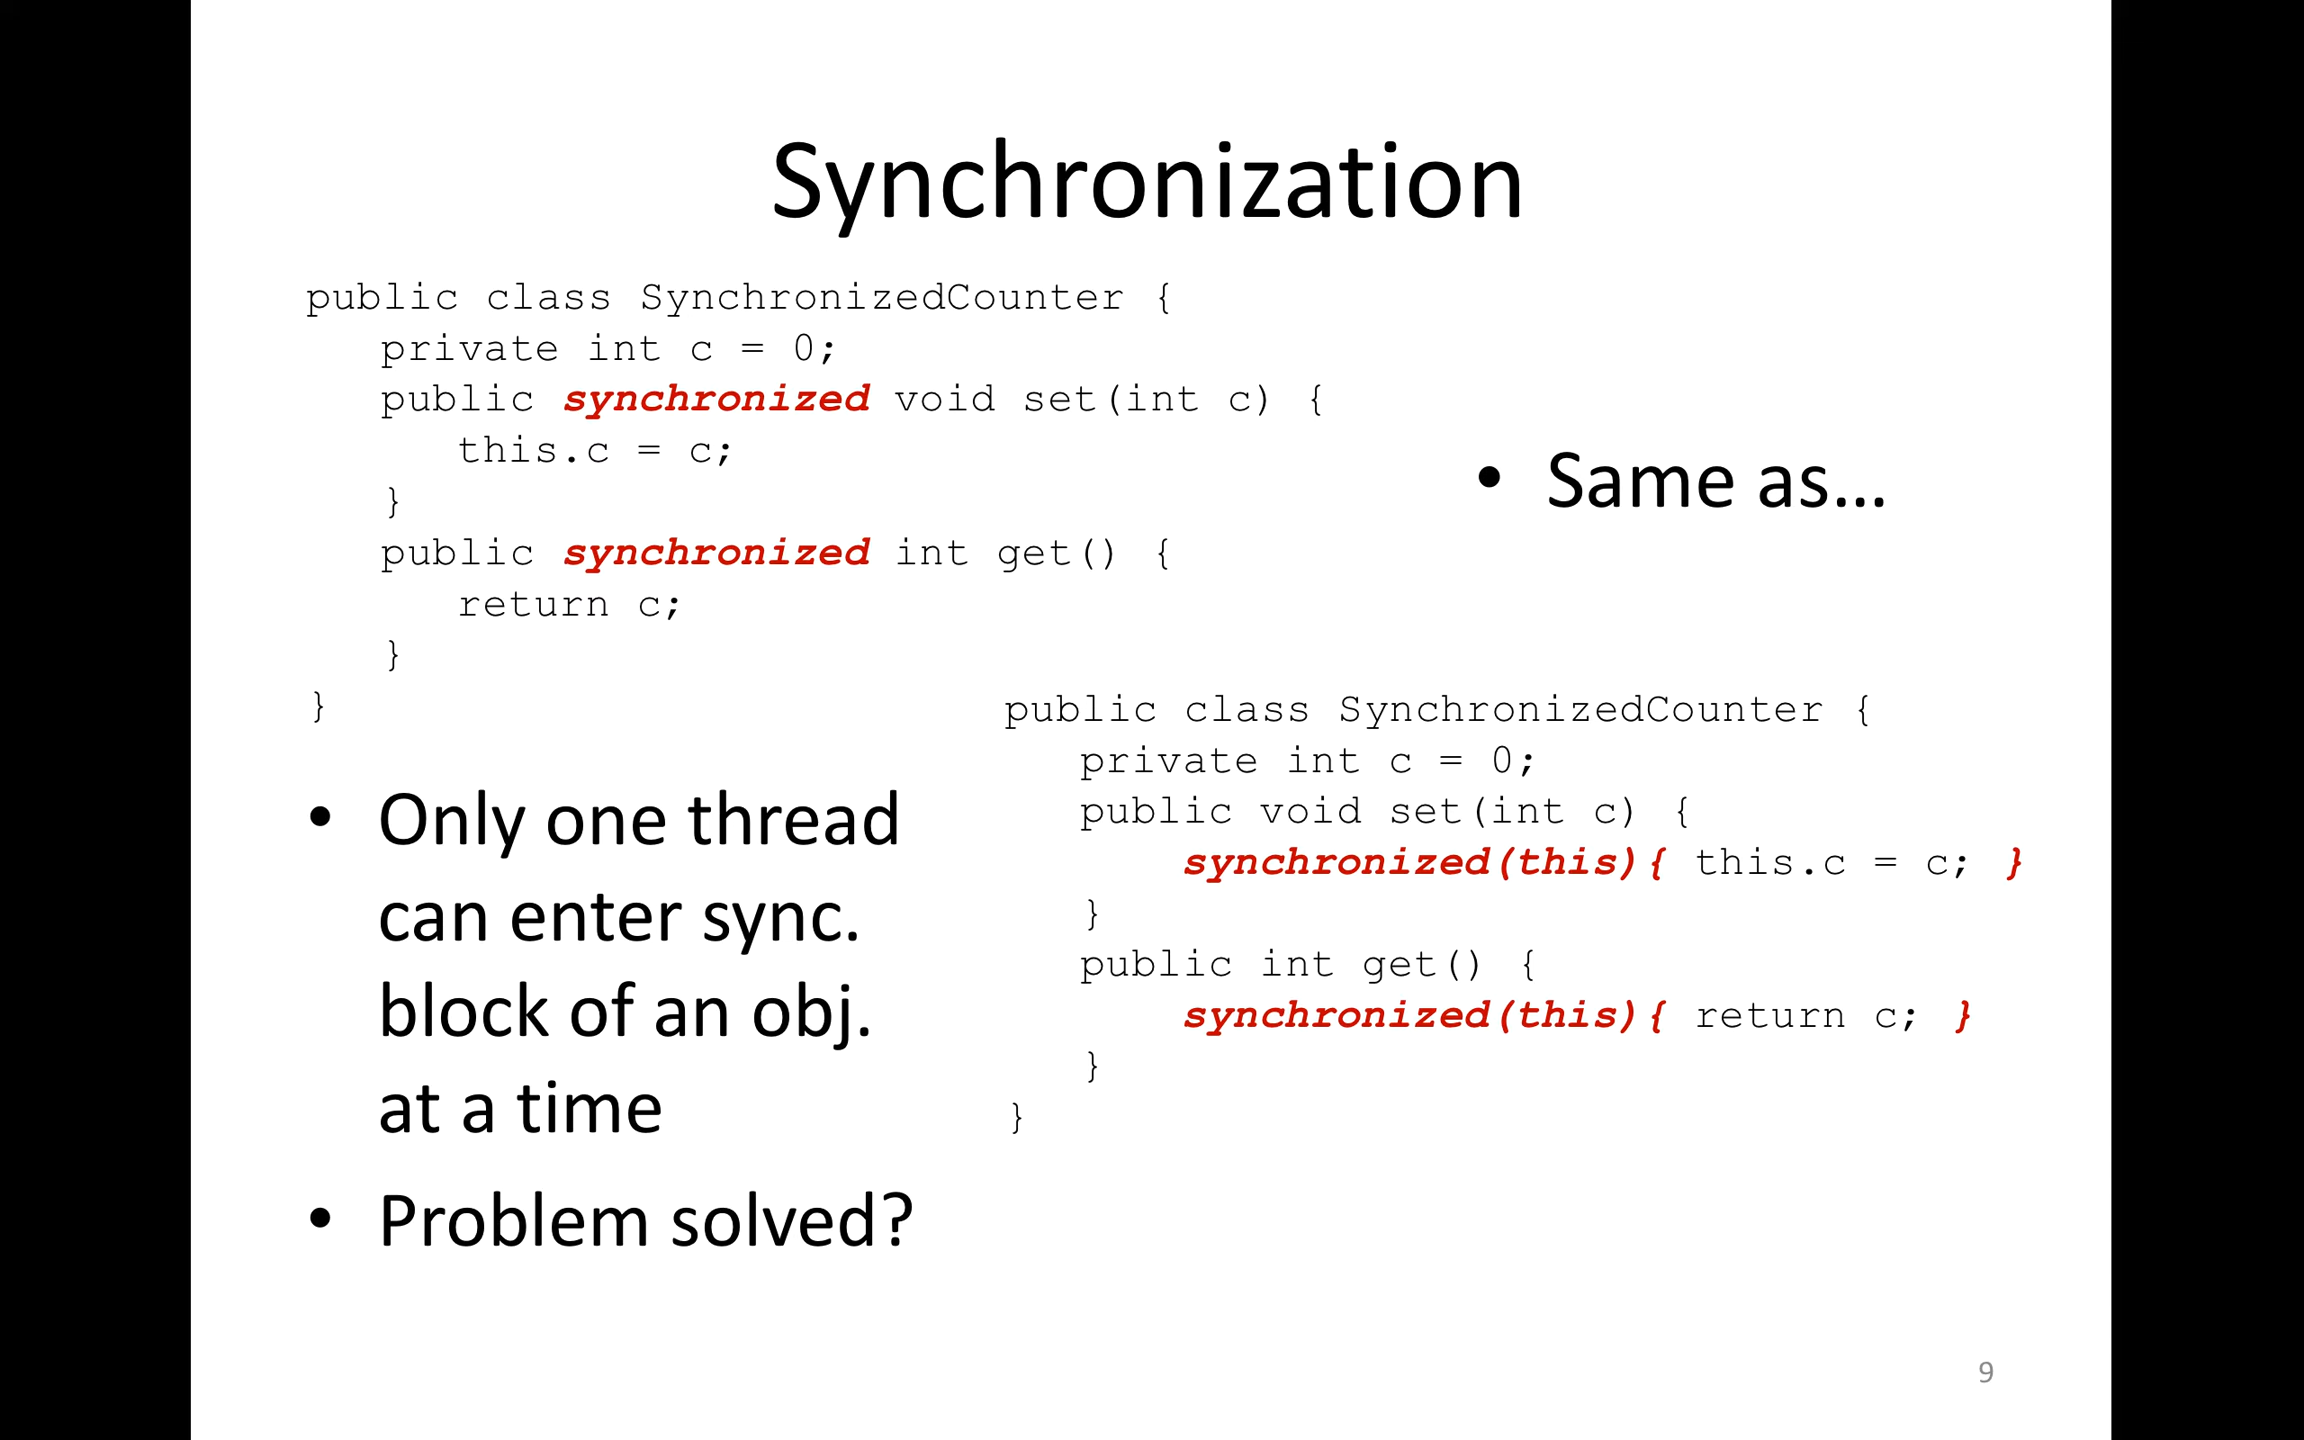 Synchronization
public class SynchronizedCounter {
private int c = 0;
public synchronized void set(int c) {
this.c = c;
}
public synchronized int get() {
return c;
}
}
• Same as…
• Only one thread
can enter sync.
block of an obj.
at a time
• Problem solved?
public class SynchronizedCounter {
private int c = 0;
public void set(int c) {
synchronized(this){ this.c = c; }
}
public int get() {
synchronized(this){ return c; }
}
}
9